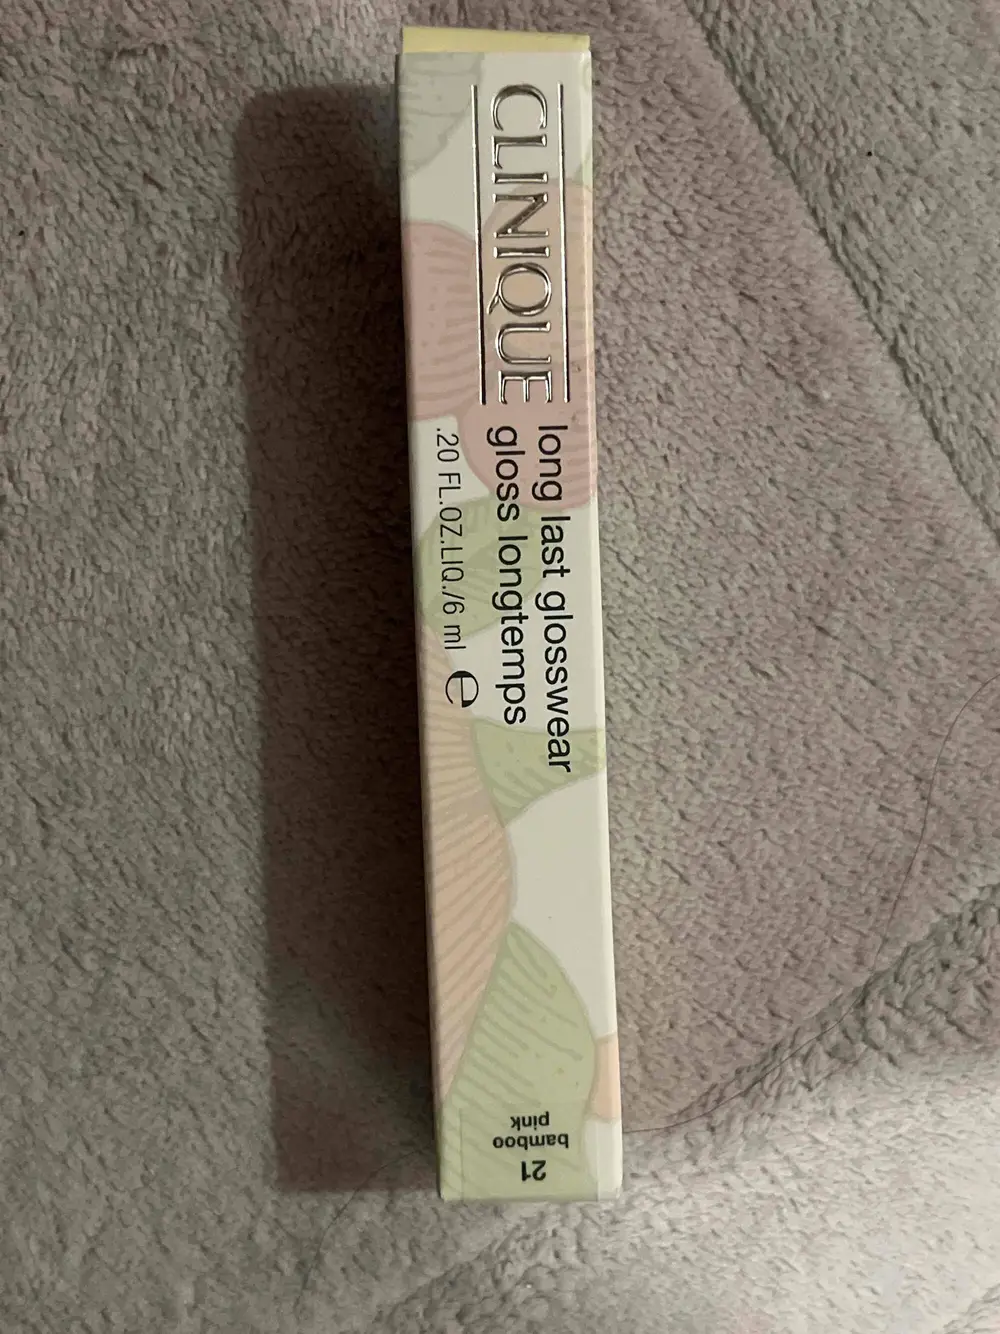 CLINIQUE
long last glosswear
gloss longtemps
.20 FL.OZ.LIQ./6 ml e
21
bamboo
pink